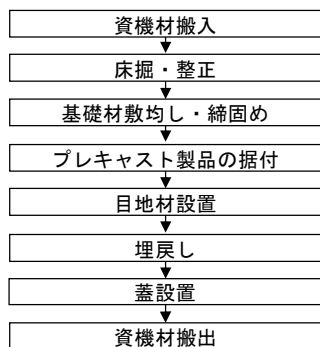 資機材搬入
床掘・整正
基礎材敷均し・締固め
プレキャスト製品の据付
目地材設置
埋戻し
蓋設置
資機材搬出